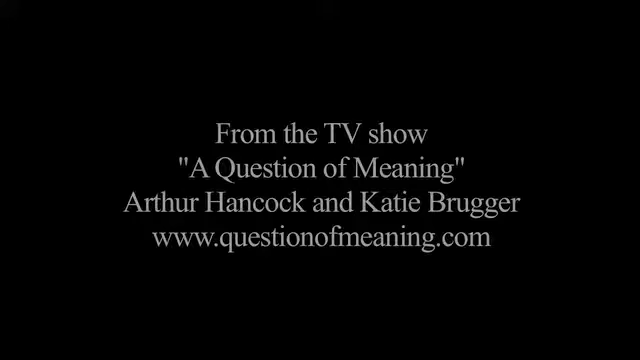 From the TV show
"A Question of Meaning"
Arthur Hancock and Katie Brugger
www.questionofmeaning.com